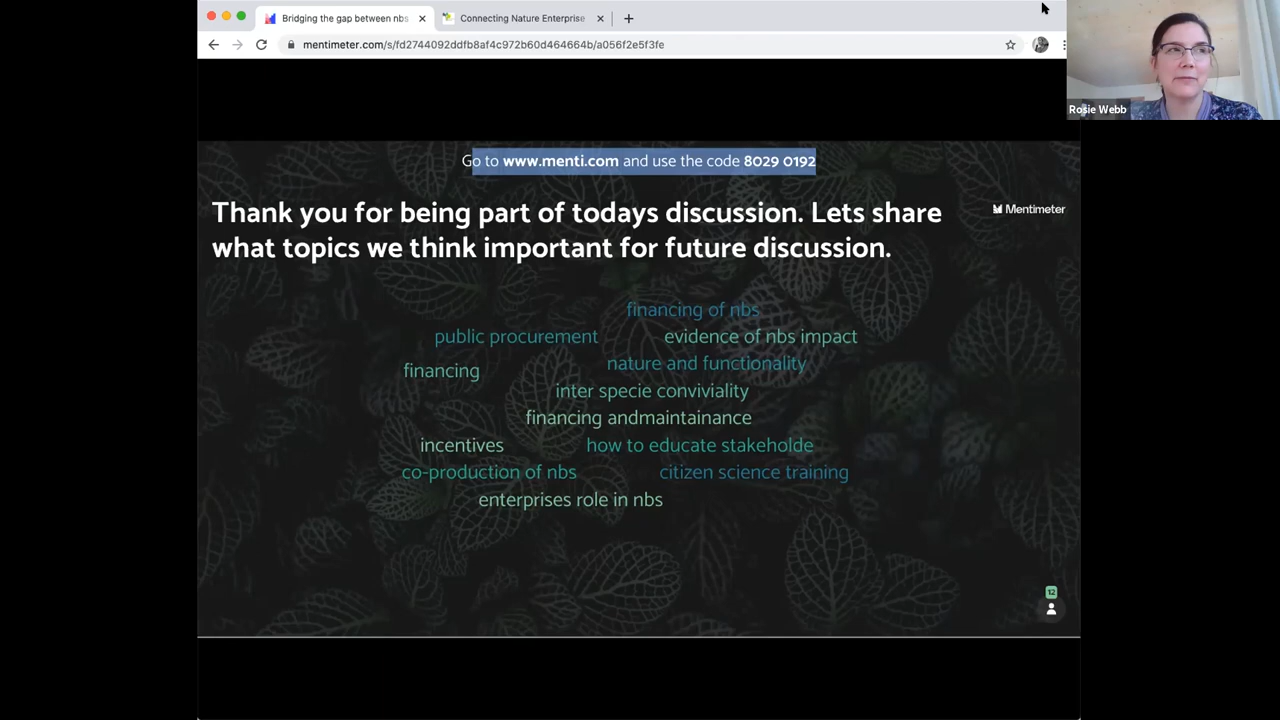 Bridging the gap between nbs
Connecting Nature Enterprise
mentimeter.com/s/fd2744092ddfb8af4c972b60d464664b/a056f2e5f3fe
Rosie Webb
Go to www.menti.com and use the code 8029 0192
Thank you for being part of todays discussion. Lets share
what topics we think important for future discussion.
Mentimeter
financing of nbs
public procurement
evidence of nbs impact
nature and functionality
financing
inter specie conviviality
financing andmaintainance
incentives
how to educate stakeholde
co-production of nbs
citizen science training
enterprises role in nbs
12